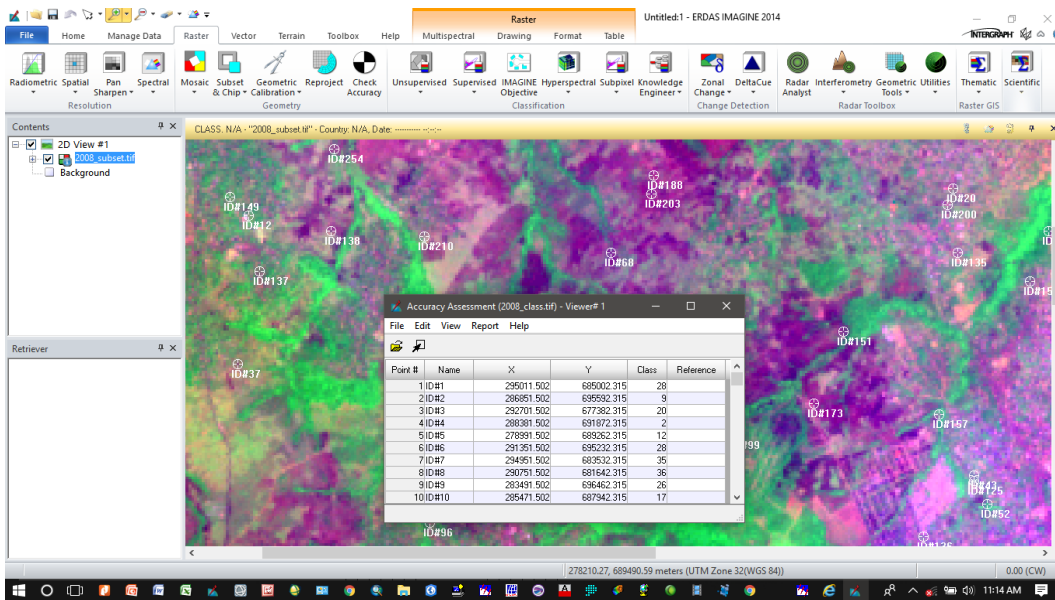 Raster
Untitled:1 - ERDAS IMAGINE 2014
File Home Manage Data Raster Vector Terrain Toolbox Help Multispectral Drawing Format Table
INTERGRAPH
Radiometric Spatial Pan Sharpen Spectral Mosaic Subset & Chip Geometric Calibration Reproject Check Accuracy Unsupervised Supervised IMAGINE Objective Hyperspectral Subpixel Knowledge Engineer Zonal Change DeltaCue Radar Analyst Interferometry Geometric Tools Utilities Thematic Scientific
Resolution Geometry Classification Change Detection Radar Toolbox Raster GIS
Contents
2D View #1
2008_subset.tif
Background
Retriever
CLASS. N/A - "2008_subset.tif" - Country: N/A, Date: ----------- --:--:--
ID#254
ID#188
ID#203
ID#20
ID#200
ID#149
ID#12
ID#138
ID#210
ID#68
ID#135
ID#137
ID#15
ID#151
ID#37
ID#173
ID#157
#99
ID#43
ID#125
ID#52
ID#96
Accuracy Assessment (2008_class.tif) - Viewer# 1
File Edit View Report Help
Point # Name X Y Class Reference
1 ID#1 295011.502 685002.315 28
2 ID#2 286851.502 695592.315 9
3 ID#3 292701.502 677382.315 20
4 ID#4 288381.502 691872.315 2
5 ID#5 278991.502 689262.315 12
6 ID#6 291351.502 695232.315 28
7 ID#7 294951.502 683532.315 35
8 ID#8 290751.502 681642.315 36
9 ID#9 283491.502 696462.315 26
10 ID#10 285471.502 687942.315 17
278210.27, 689490.59 meters (UTM Zone 32(WGS 84))
0.00 (CW)
11:14 AM